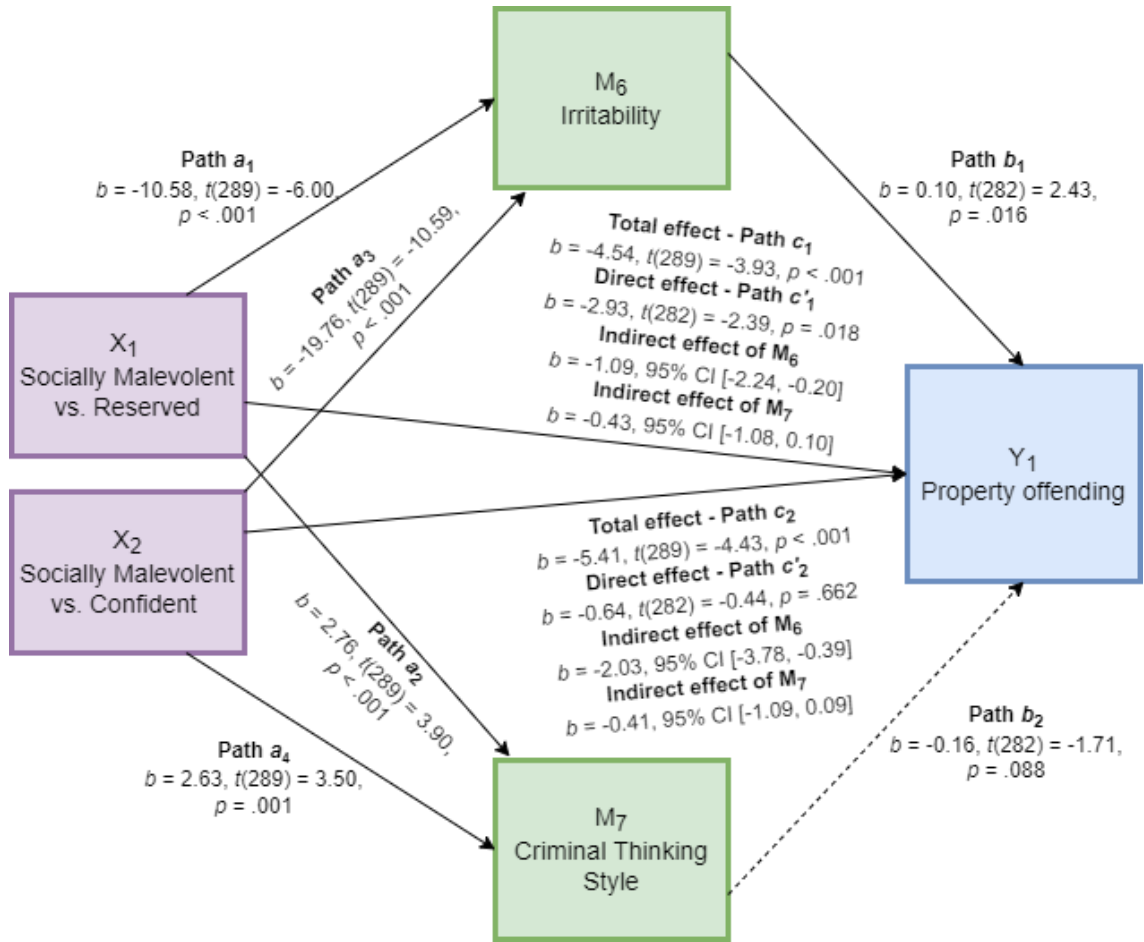 M6
Irritability
Path a1
b = -10.58, t(289) = -6.00,
p < .001
Path b1
b = 0.10, t(282) = 2.43,
p = .016
Path a3
b = -19.76, t(289) = -10.59,
p < .001
Total effect - Path c1
b = -4.54, t(289) = -3.93, p < .001
Direct effect - Path c'1
b = -2.93, t(282) = -2.39, p = .018
Indirect effect of M6
b = -1.09, 95% CI [-2.24, -0.20]
Indirect effect of M7
b = -0.43, 95% CI [-1.08, 0.10]
X1
Socially Malevolent
vs. Reserved
Y1
Property offending
X2
Socially Malevolent
vs. Confident
Total effect - Path c2
b = -5.41, t(289) = -4.43, p < .001
Direct effect - Path c'2
b = -0.64, t(282) = -0.44, p = .662
Indirect effect of M6
b = -2.03, 95% CI [-3.78, -0.39]
Indirect effect of M7
b = -0.41, 95% CI [-1.09, 0.09]
Path a2
b = 2.76, t(289) = 3.90,
p < .001
Path a4
b = 2.63, t(289) = 3.50,
p = .001
Path b2
b = -0.16, t(282) = -1.71,
p = .088
M7
Criminal Thinking
Style